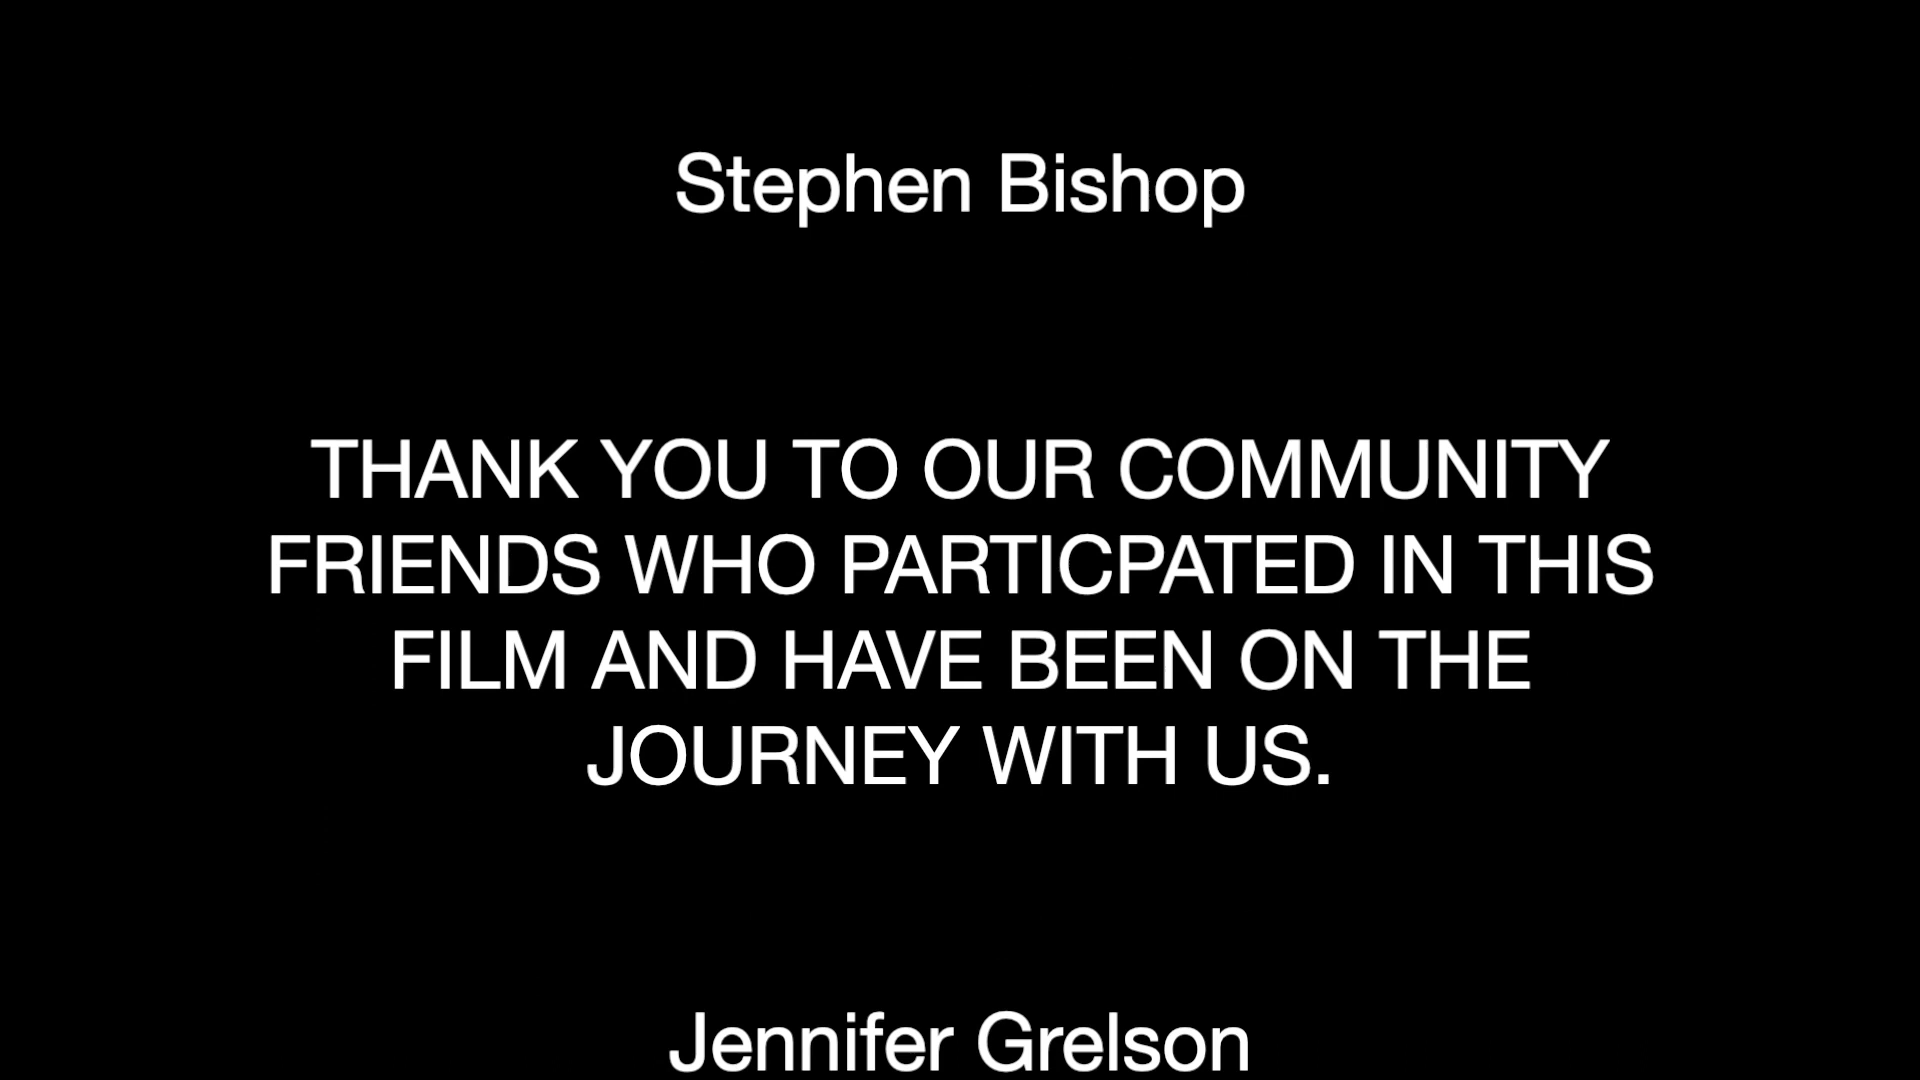 Stephen Bishop
THANK YOU TO OUR COMMUNITY
FRIENDS WHO PARTICPATED IN THIS
FILM AND HAVE BEEN ON THE
JOURNEY WITH US.
Jennifer Grelson